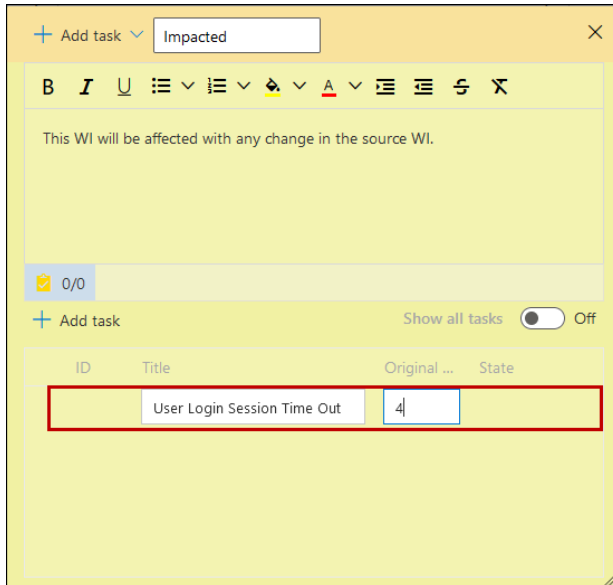 Add task Impacted
B I U A S
This WI will be affected with any change in the source WI.
0/0
Add task Show all tasks Off
ID Title Original ... State
User Login Session Time Out 4